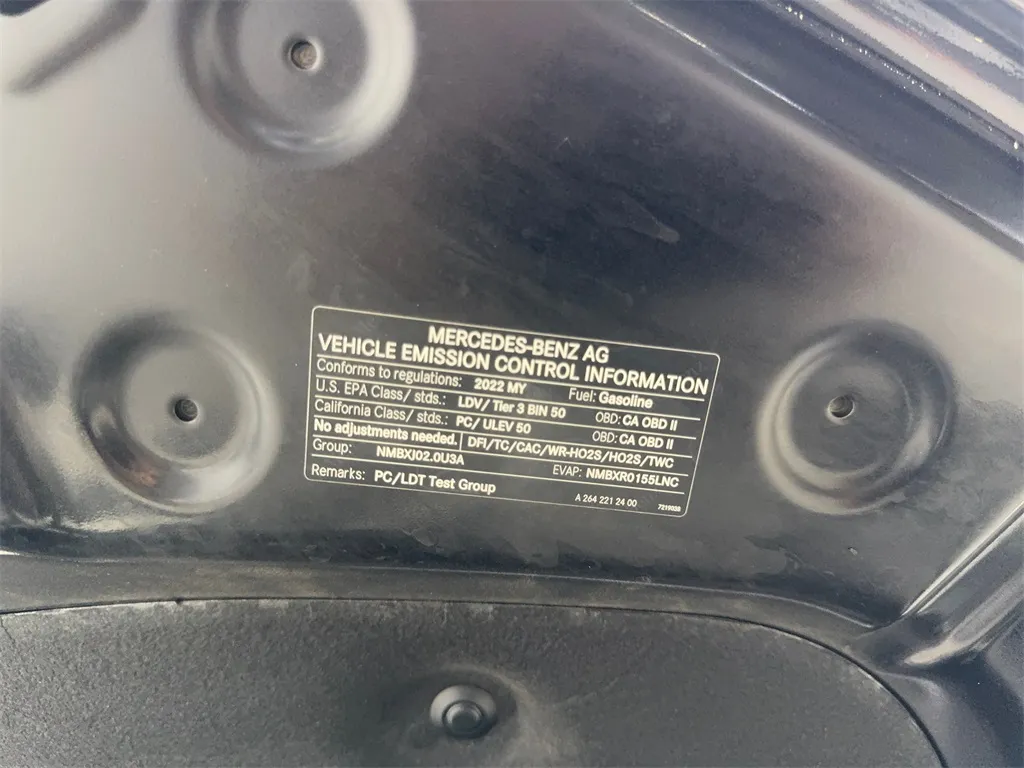 MERCEDES-BENZ AG
VEHICLE EMISSION CONTROL INFORMATION
Conforms to regulations: 2022 MY Fuel: Gasoline
U.S. EPA Class/ stds.: LDV/ Tier 3 BIN 50 OBD: CA OBD II
California Class/ stds.: PC/ ULEV 50 OBD: CA OBD II
No adjustments needed. DFI/TC/CAC/WR-HO2S/HO2S/TWC
Group: NMBXJ02.0U3A EVAP: NMBXR0155LNC
Remarks: PC/LDT Test Group A 264 221 24 00